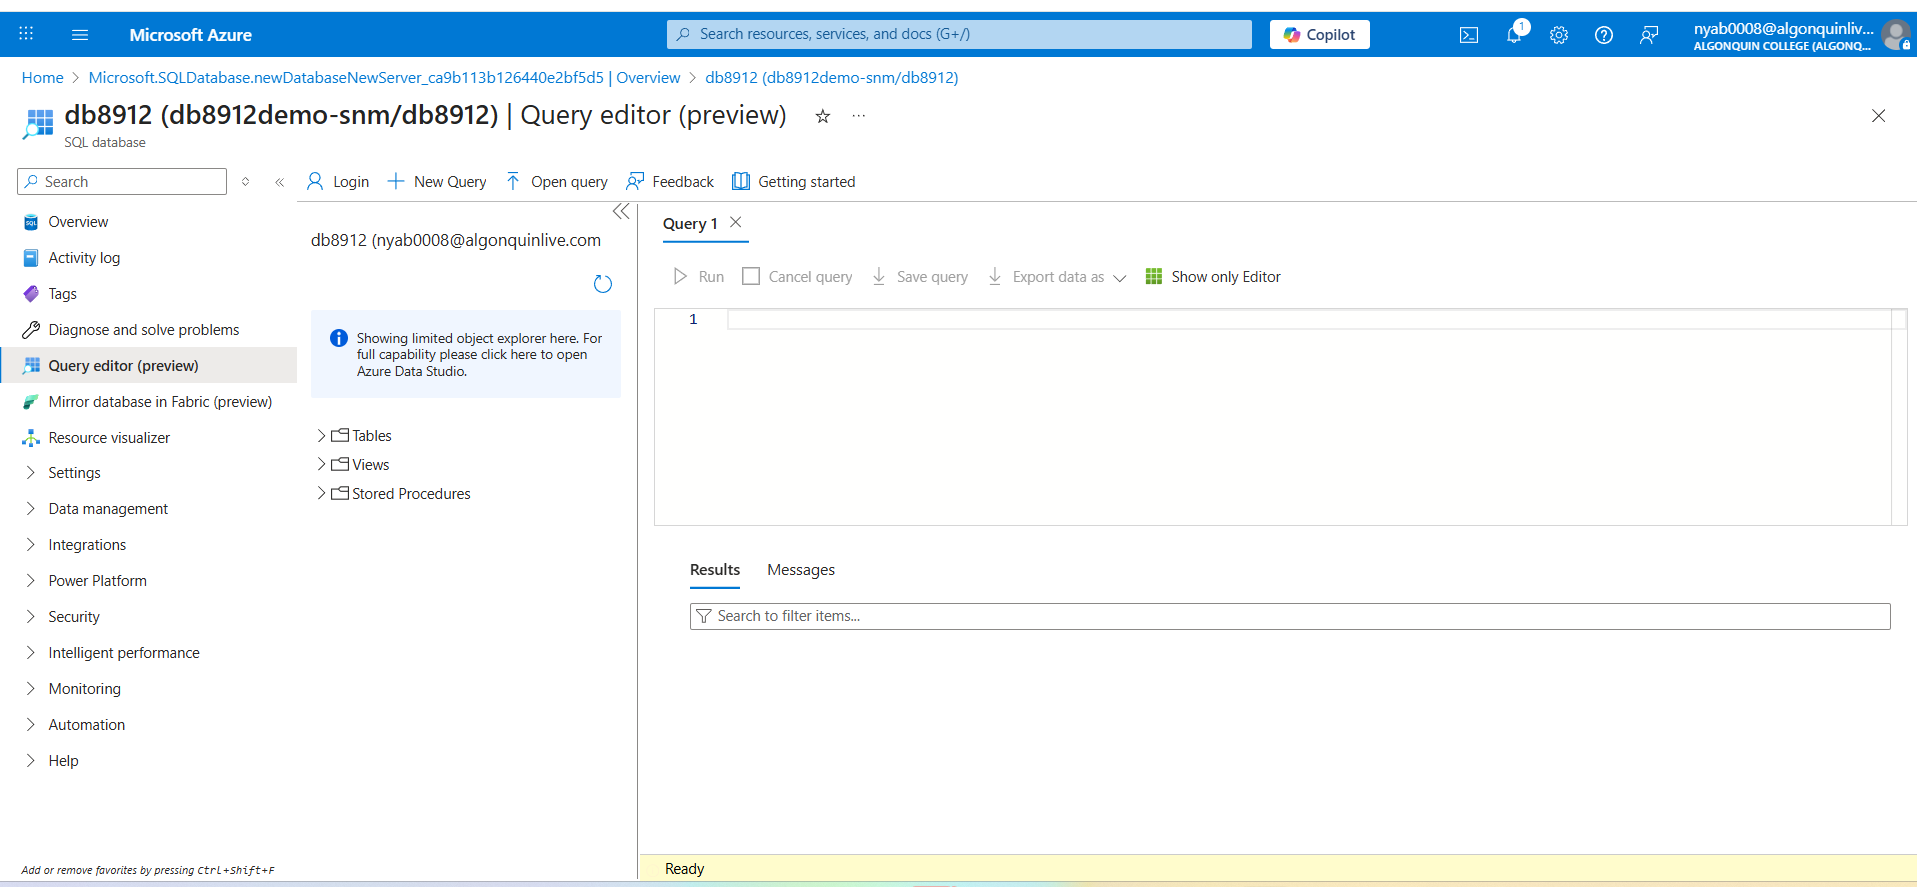 Microsoft Azure
Search resources, services, and docs (G+/)
Copilot
1
nyab0008@algonquinliv...
ALGONQUIN COLLEGE (ALGONQ...
Home > Microsoft.SQLDatabase.newDatabaseNewServer_ca9b113b126440e2bf5d5 | Overview > db8912 (db8912demo-snm/db8912)
db8912 (db8912demo-snm/db8912) | Query editor (preview)
SQL database
Search
Login
New Query
Open query
Feedback
Getting started
Overview
Activity log
Tags
Diagnose and solve problems
Query editor (preview)
Mirror database in Fabric (preview)
Resource visualizer
Settings
Data management
Integrations
Power Platform
Security
Intelligent performance
Monitoring
Automation
Help
Add or remove favorites by pressing Ctrl+Shift+F
db8912 (nyab0008@algonquinlive.com
Showing limited object explorer here. For
full capability please click here to open
Azure Data Studio.
Tables
Views
Stored Procedures
Query 1
Run
Cancel query
Save query
Export data as
Show only Editor
1
Results
Messages
Search to filter items...
Ready